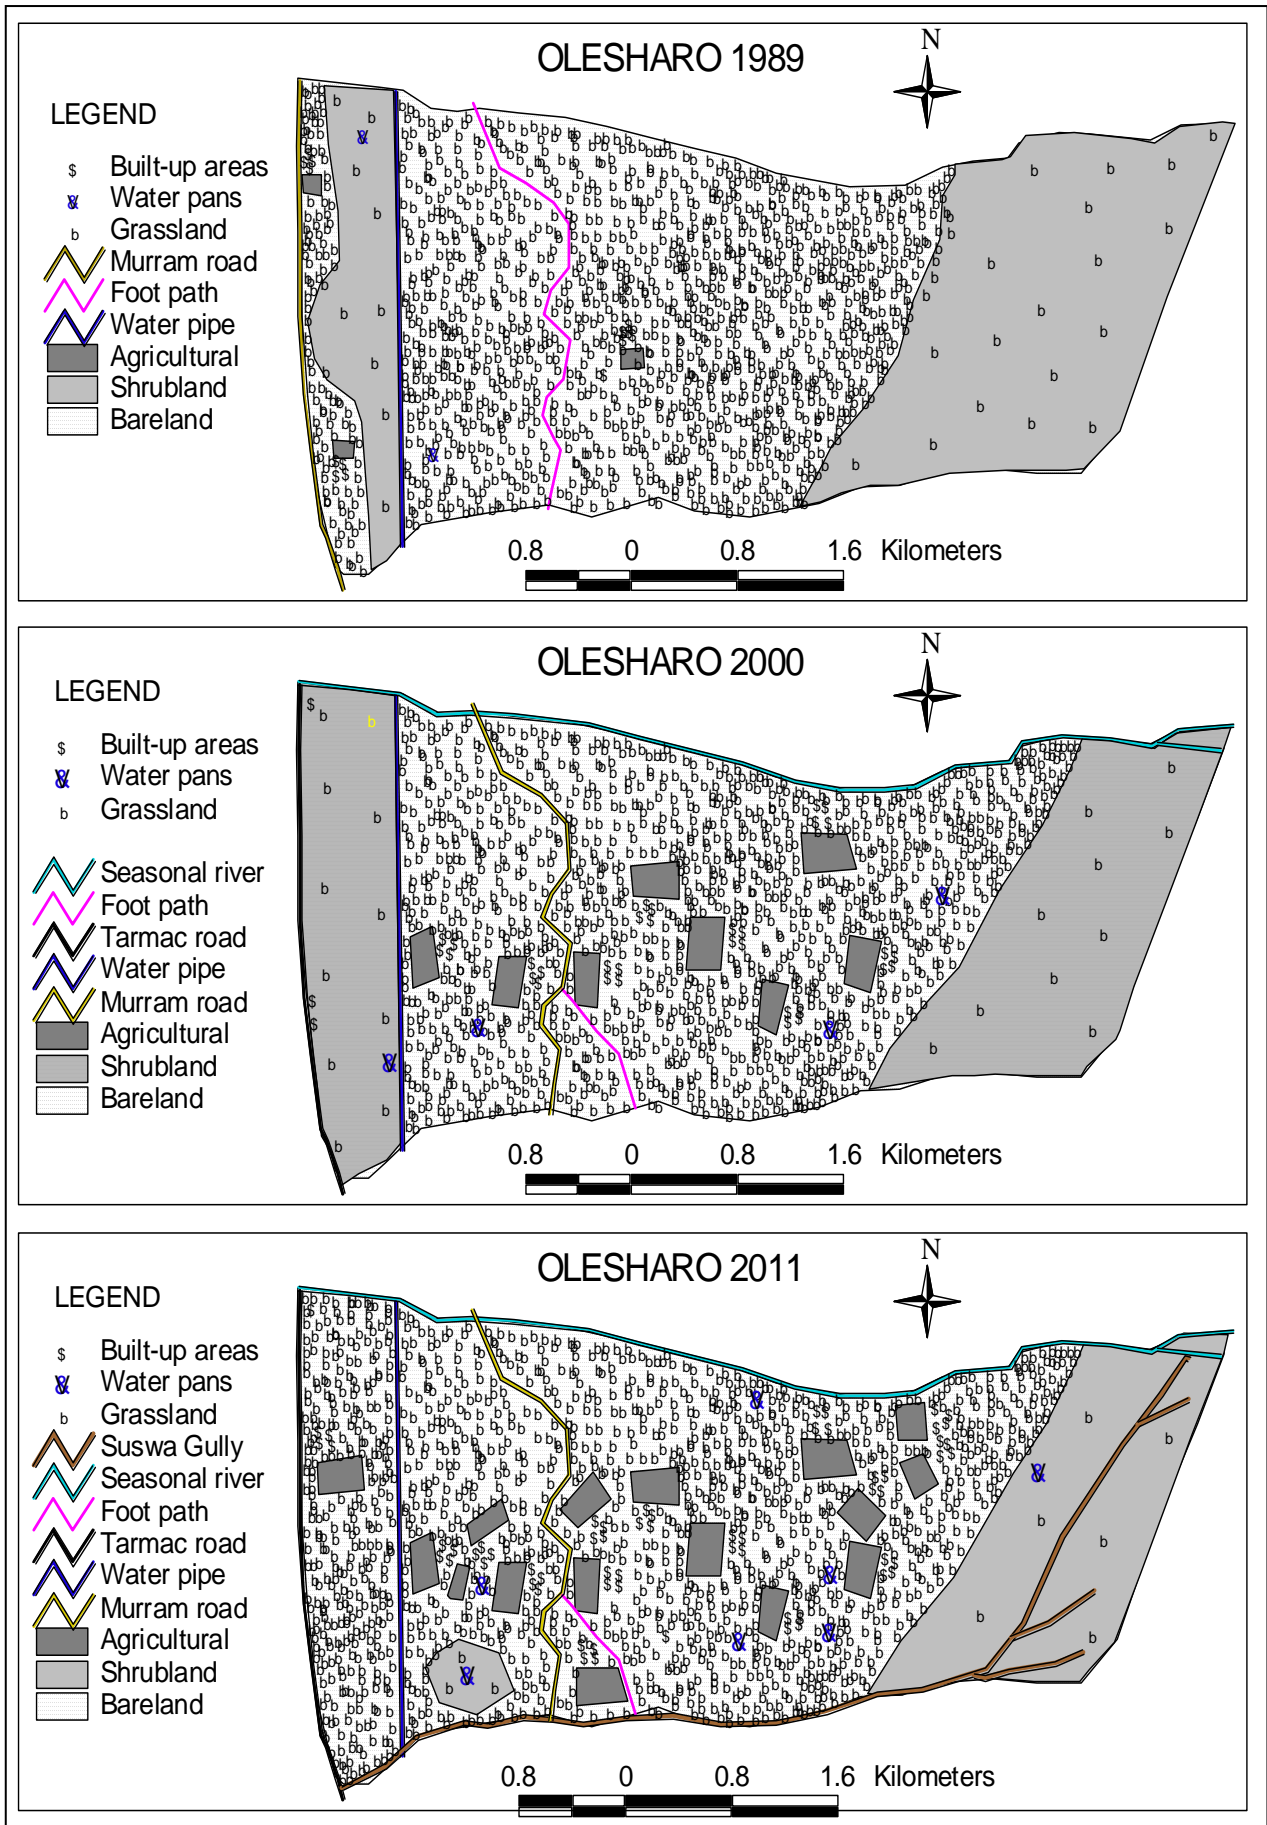 OLESHARO 1989
N
LEGEND
$ Built-up areas
Water pans
b Grassland
Murram road
Foot path
Water pipe
Agricultural
Shrubland
Bareland
0.8 0 0.8 1.6 Kilometers
OLESHARO 2000
N
LEGEND
$ Built-up areas
Water pans
b Grassland
Seasonal river
Foot path
Tarmac road
Water pipe
Murram road
Agricultural
Shrubland
Bareland
0.8 0 0.8 1.6 Kilometers
OLESHARO 2011
N
LEGEND
$ Built-up areas
& Water pans
b Grassland
Suswa Gully
Seasonal river
Foot path
Tarmac road
Water pipe
Murram road
Agricultural
Shrubland
Bareland
0.8 0 0.8 1.6 Kilometers